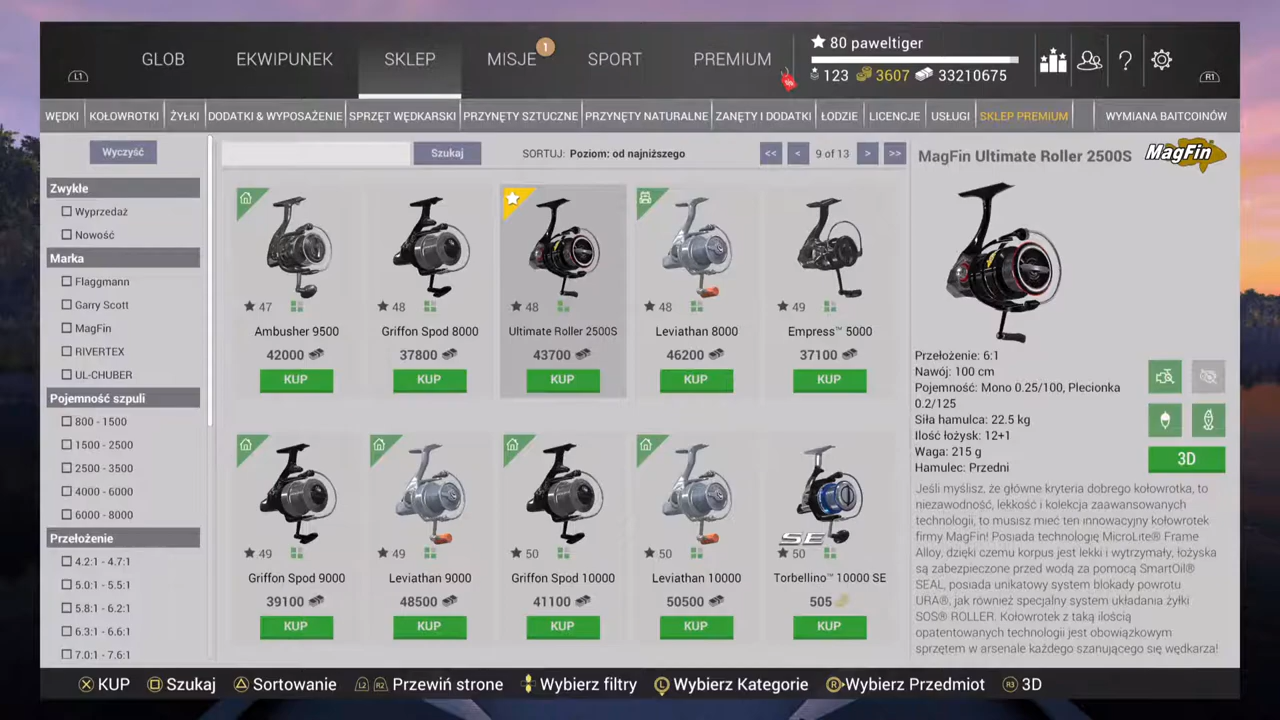 GLOB
EKWIPUNEK
SKLEP
MISJE
1
SPORT
PREMIUM
80 paweltiger
123 3607 33210675
L1
R1
WĘDKI
KOŁOWROTKI
ŻYŁKI
DODATKI & WYPOSAŻENIE
SPRZĘT WĘDKARSKI
PRZYNĘTY SZTUCZNE
PRZYNĘTY NATURALNE
ZANĘTY I DODATKI
ŁODZIE
LICENCJE
USŁUGI
SKLEP PREMIUM
WYMIANA BAITCOINÓW
Wyczyść
Szukaj
SORTUJ: Poziom: od najniższego
<< < 9 of 13 > >>
Zwykłe
Wyprzedaż
Nowość
Marka
Flaggmann
Garry Scott
MagFin
RIVERTEX
UL-CHUBER
Pojemność szpuli
800 - 1500
1500 - 2500
2500 - 3500
4000 - 6000
6000 - 8000
Przełożenie
4.2:1 - 4.7:1
5.0:1 - 5.5:1
5.8:1 - 6.2:1
6.3:1 - 6.6:1
7.0:1 - 7.6:1
47
Ambusher 9500
42000
KUP
48
Griffon Spod 8000
37800
KUP
48
Ultimate Roller 2500S
43700
KUP
48
Leviathan 8000
46200
KUP
49
Empress™ 5000
37100
KUP
49
Griffon Spod 9000
39100
KUP
49
Leviathan 9000
48500
KUP
50
Griffon Spod 10000
41100
KUP
50
Leviathan 10000
50500
KUP
SE
50
Torbellino™ 10000 SE
505
KUP
MagFin Ultimate Roller 2500S
MagFin
Przełożenie: 6:1
Nawój: 100 cm
Pojemność: Mono 0.25/100, Plecionka
0.2/125
Siła hamulca: 22.5 kg
Ilość łożysk: 12+1
Waga: 215 g
Hamulec: Przedni
3D
Jeśli myślisz, że główne kryteria dobrego kołowrotka, to
niezawodność, lekkość i kolekcja zaawansowanych
technologii, to musisz mieć ten innowacyjny kołowrotek
firmy MagFin! Posiada technologię MicroLite® Frame
Alloy, dzięki czemu korpus jest lekki i wytrzymały, łożyska
są zabezpieczone przed wodą za pomocą SmartOil®
SEAL, posiada unikatowy system blokady powrotu
URA®, jak również specjalny system układania żyłki
SOS® ROLLER. Kołowrotek z taką ilością
opatentowanych technologii jest obowiązkowym
sprzętem w arsenale każdego szanującego się wędkarza!
KUP
Szukaj
Sortowanie
L2 R2 Przewiń strone
Wybierz filtry
L Wybierz Kategorie
R Wybierz Przedmiot
R3 3D